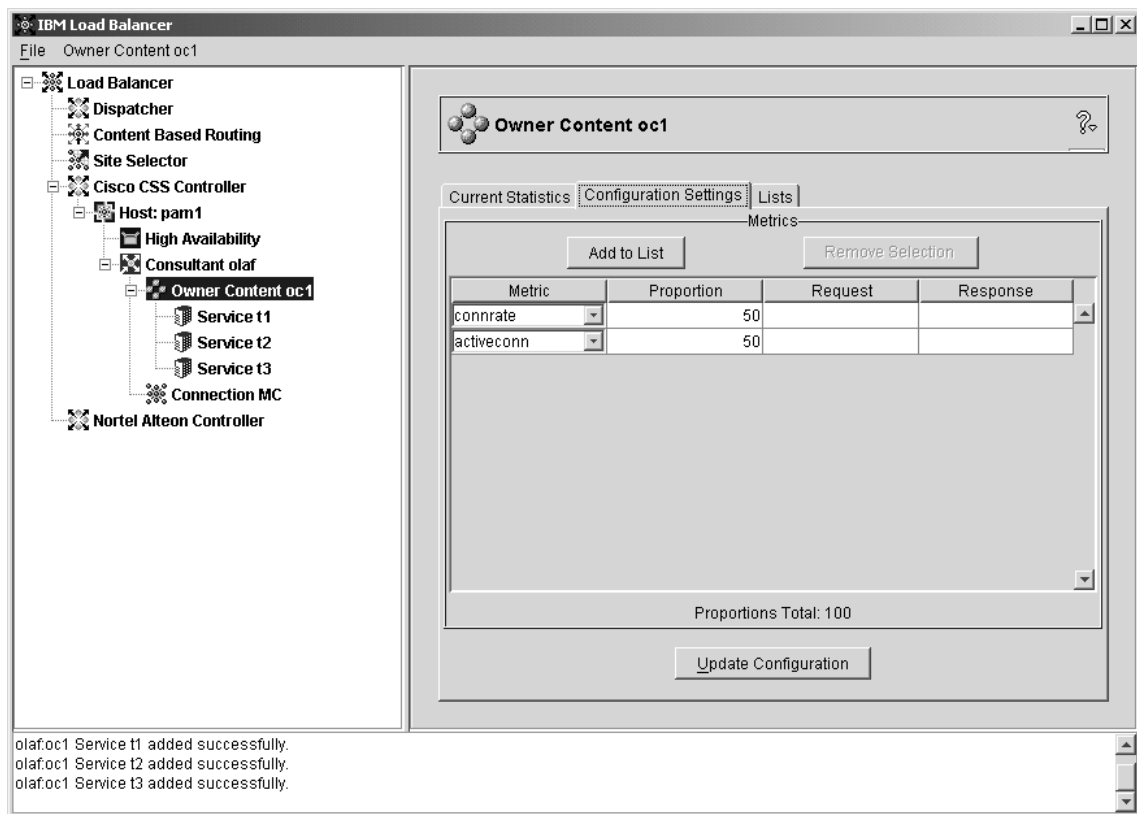 IBM Load Balancer
File Owner Content oc1
Load Balancer
Dispatcher
Content Based Routing
Site Selector
Cisco CSS Controller
Host: pam1
High Availability
Consultant olaf
Owner Content oc1
Service t1
Service t2
Service t3
Connection MC
Nortel Alteon Controller
Owner Content oc1
Current Statistics Configuration Settings Lists
Metrics
Add to List Remove Selection
Metric Proportion Request Response
connrate 50
activeconn 50
Proportions Total: 100
Update Configuration
olaf:oc1 Service t1 added successfully.
olaf:oc1 Service t2 added successfully.
olaf:oc1 Service t3 added successfully.